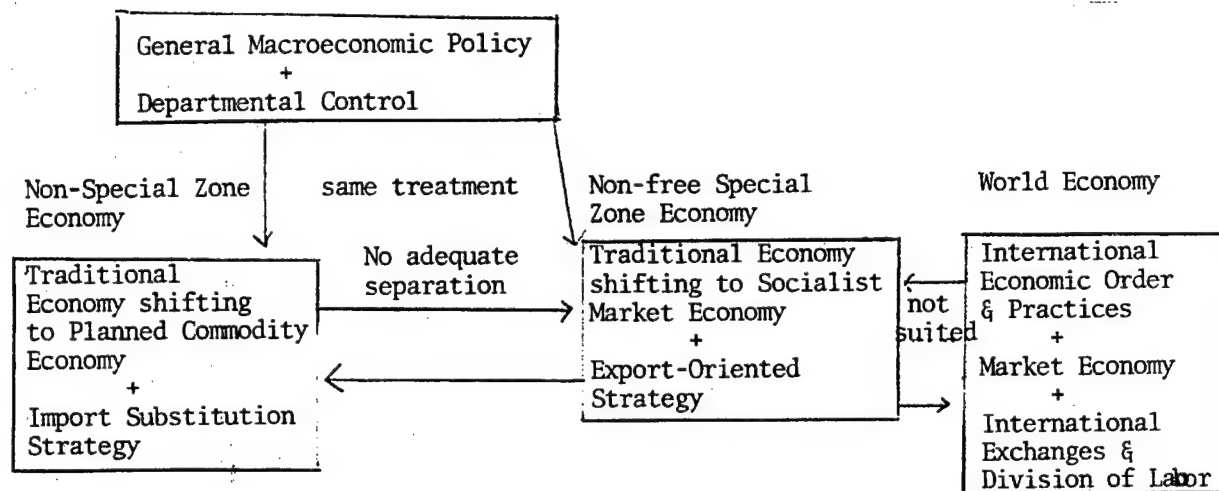 General Macroeconomic Policy
+
Departmental Control
Non-Special Zone
Economy
same treatment
Non-free Special
Zone Economy
World Economy
Traditional
Economy shifting
to Planned Commodity
Economy
+
Import Substitution
Strategy
No adequate
separation
Traditional Economy
shifting to Socialist
Market Economy
+
Export-Oriented
Strategy
not
suited
International
Economic Order
& Practices
+
Market Economy
+
International
Exchanges &
Division of Labor